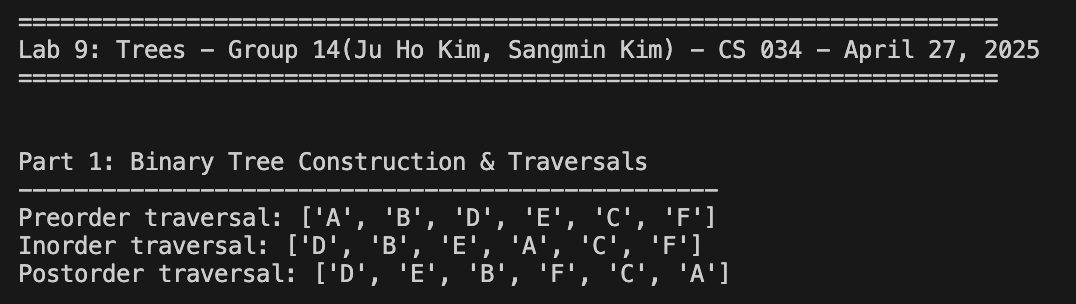 ======================================================================
Lab 9: Trees - Group 14(Ju Ho Kim, Sangmin Kim) - CS 034 - April 27, 2025
======================================================================
Part 1: Binary Tree Construction & Traversals
--------------------------------------------------
Preorder traversal: ['A', 'B', 'D', 'E', 'C', 'F']
Inorder traversal: ['D', 'B', 'E', 'A', 'C', 'F']
Postorder traversal: ['D', 'E', 'B', 'F', 'C', 'A']